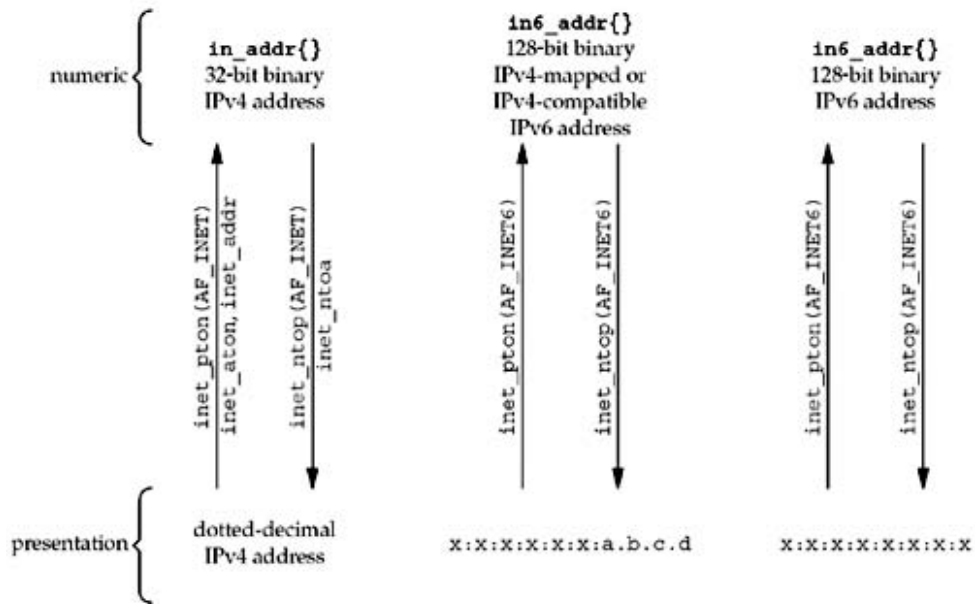 numeric
in_addr{}
32-bit binary
IPv4 address
in6_addr{}
128-bit binary
IPv4-mapped or
IPv4-compatible
IPv6 address
in6_addr{}
128-bit binary
IPv6 address
inet_pton(AF_INET)
inet_aton, inet_addr
inet_ntop(AF_INET)
inet_ntoa
inet_pton(AF_INET6)
inet_ntop(AF_INET6)
inet_pton(AF_INET6)
inet_ntop(AF_INET6)
presentation
dotted-decimal
IPv4 address
x:x:x:x:x:x:a.b.c.d
x:x:x:x:x:x:x:x